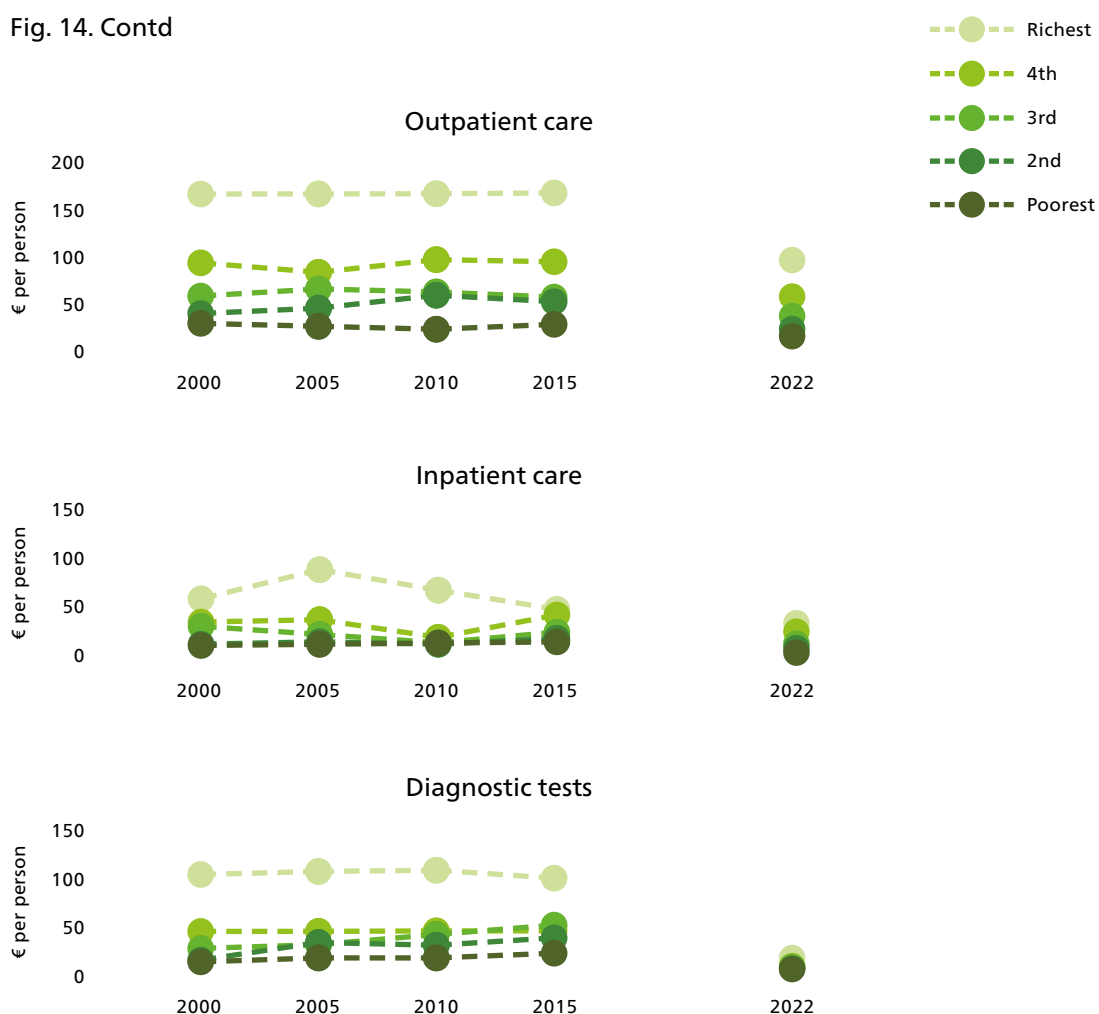 Fig. 14. Contd
Richest
4th
3rd
2nd
Poorest
Outpatient care
€ per person
200
150
100
50
0
2000 2005 2010 2015 2022
Inpatient care
€ per person
150
100
50
0
2000 2005 2010 2015 2022
Diagnostic tests
€ per person
150
100
50
0
2000 2005 2010 2015 2022